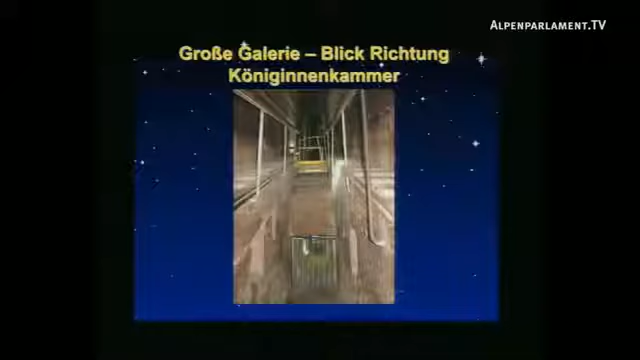 ALPENPARLAMENT.TV
Große Galerie – Blick Richtung
Königinnenkammer